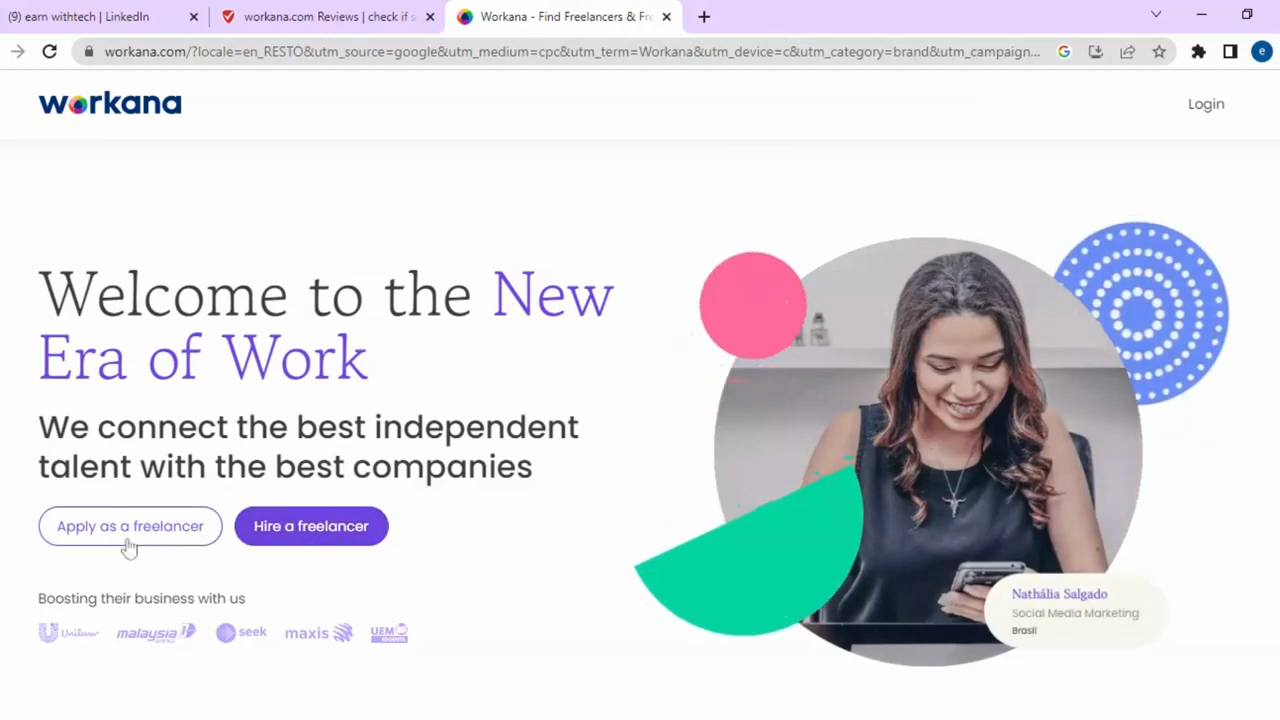 (9) earn withtech | LinkedIn
workana.com Reviews | check if s
Workana - Find Freelancers & Fre
workana.com/?locale=en_RESTO&utm_source=google&utm_medium=cpc&utm_term=Workana&utm_device=c&utm_category=brand&utm_campaign...
e
workana
Login
Welcome to the New
Era of Work
We connect the best independent
talent with the best companies
Apply as a freelancer
Hire a freelancer
Nathália Salgado
Social Media Marketing
Brasil
Boosting their business with us
Unilever
malaysia
seek
maxis
UEM